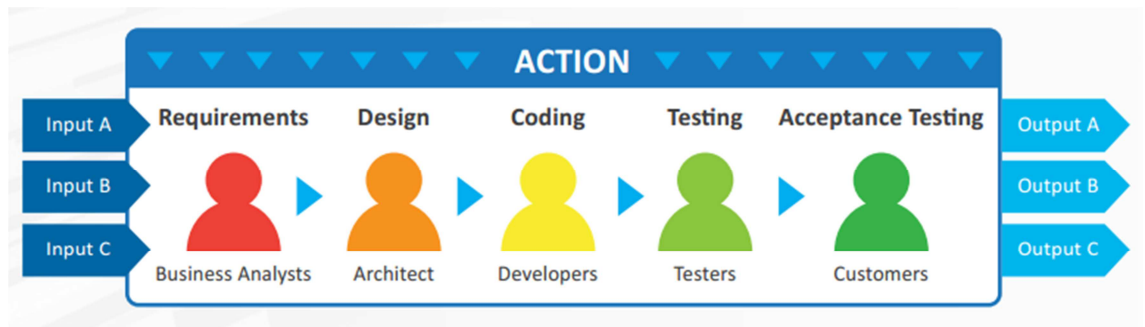 ACTION
Requirements Design Coding Testing Acceptance Testing
Input A
Input B
Input C
Business Analysts Architect Developers Testers Customers
Output A
Output B
Output C